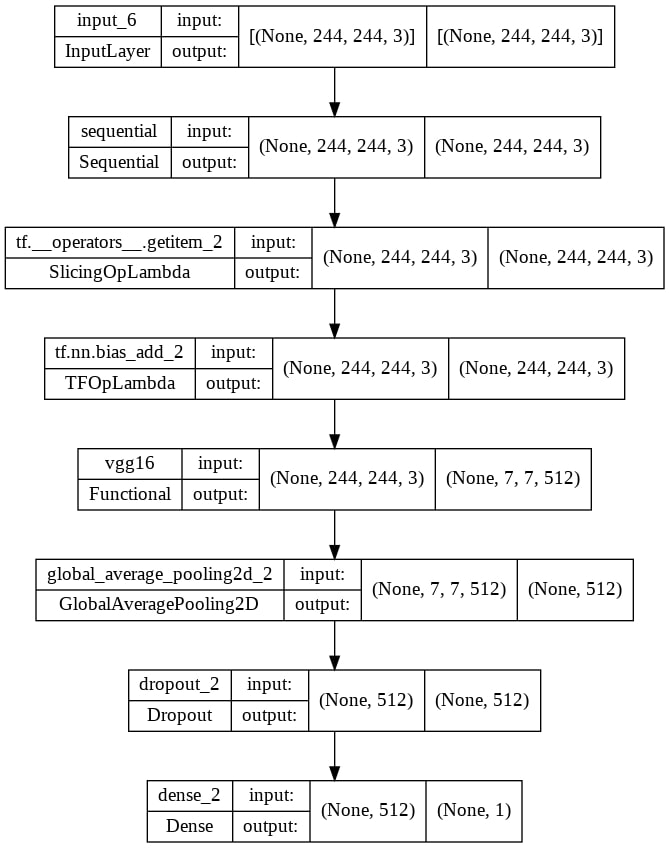 input_6 input: [(None, 244, 244, 3)] [(None, 244, 244, 3)]
InputLayer output:
sequential input: (None, 244, 244, 3) (None, 244, 244, 3)
Sequential output:
tf.__operators__.getitem_2 input: (None, 244, 244, 3) (None, 244, 244, 3)
SlicingOpLambda output:
tf.nn.bias_add_2 input: (None, 244, 244, 3) (None, 244, 244, 3)
TFOpLambda output:
vgg16 input: (None, 244, 244, 3) (None, 7, 7, 512)
Functional output:
global_average_pooling2d_2 input: (None, 7, 7, 512) (None, 512)
GlobalAveragePooling2D output:
dropout_2 input: (None, 512) (None, 512)
Dropout output:
dense_2 input: (None, 512) (None, 1)
Dense output: